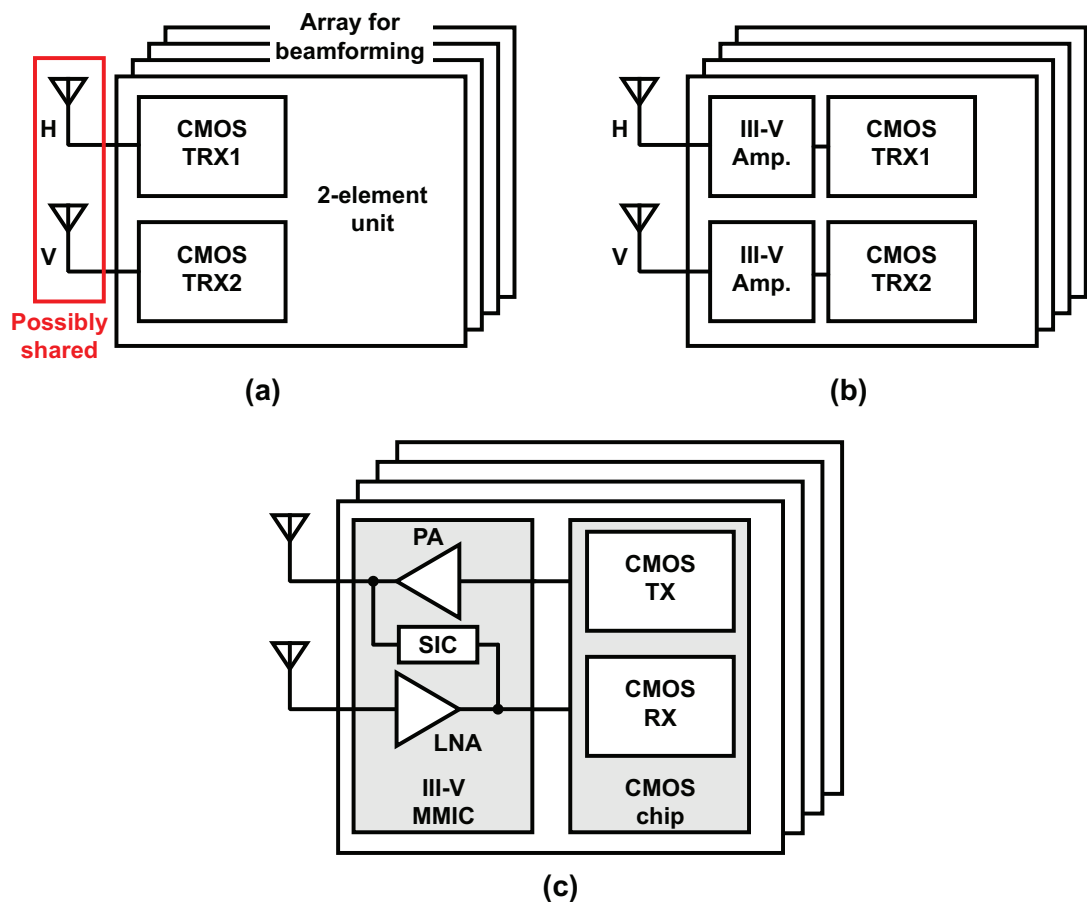 Array for
beamforming
H
CMOS
TRX1
2-element
unit
V
CMOS
TRX2
Possibly
shared
(a)
H
III-V
Amp.
CMOS
TRX1
V
III-V
Amp.
CMOS
TRX2
(b)
PA
CMOS
TX
SIC
CMOS
RX
LNA
III-V
MMIC
CMOS
chip
(c)